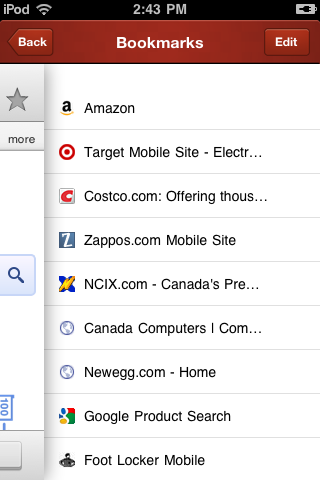 iPod 2:43 PM
Back Bookmarks Edit
more
Amazon
Target Mobile Site - Electr...
Costco.com: Offering thous...
Zappos.com Mobile Site
NCIX.com - Canada's Pre...
Canada Computers | Com...
Newegg.com - Home
Google Product Search
100
Foot Locker Mobile